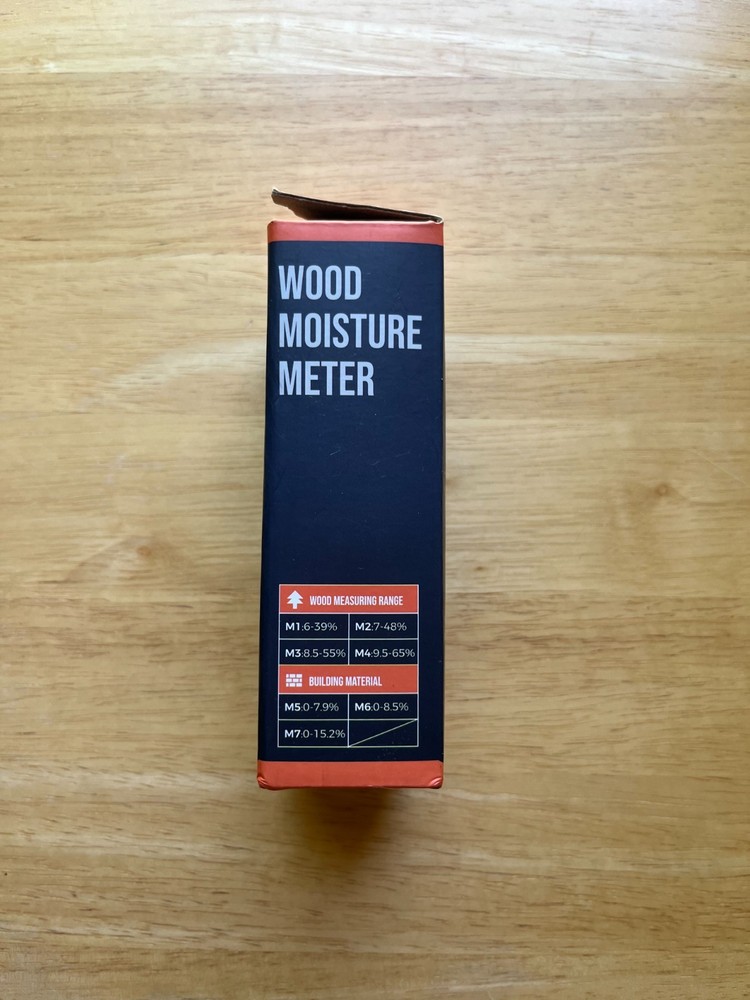 WOOD
MOISTURE
METER
WOOD MEASURING RANGE
M1:6-39% M2:7-48%
M3:8.5-55% M4:9.5-65%
BUILDING MATERIAL
M5:0-7.9% M6:0-8.5%
M7:0-15.2%